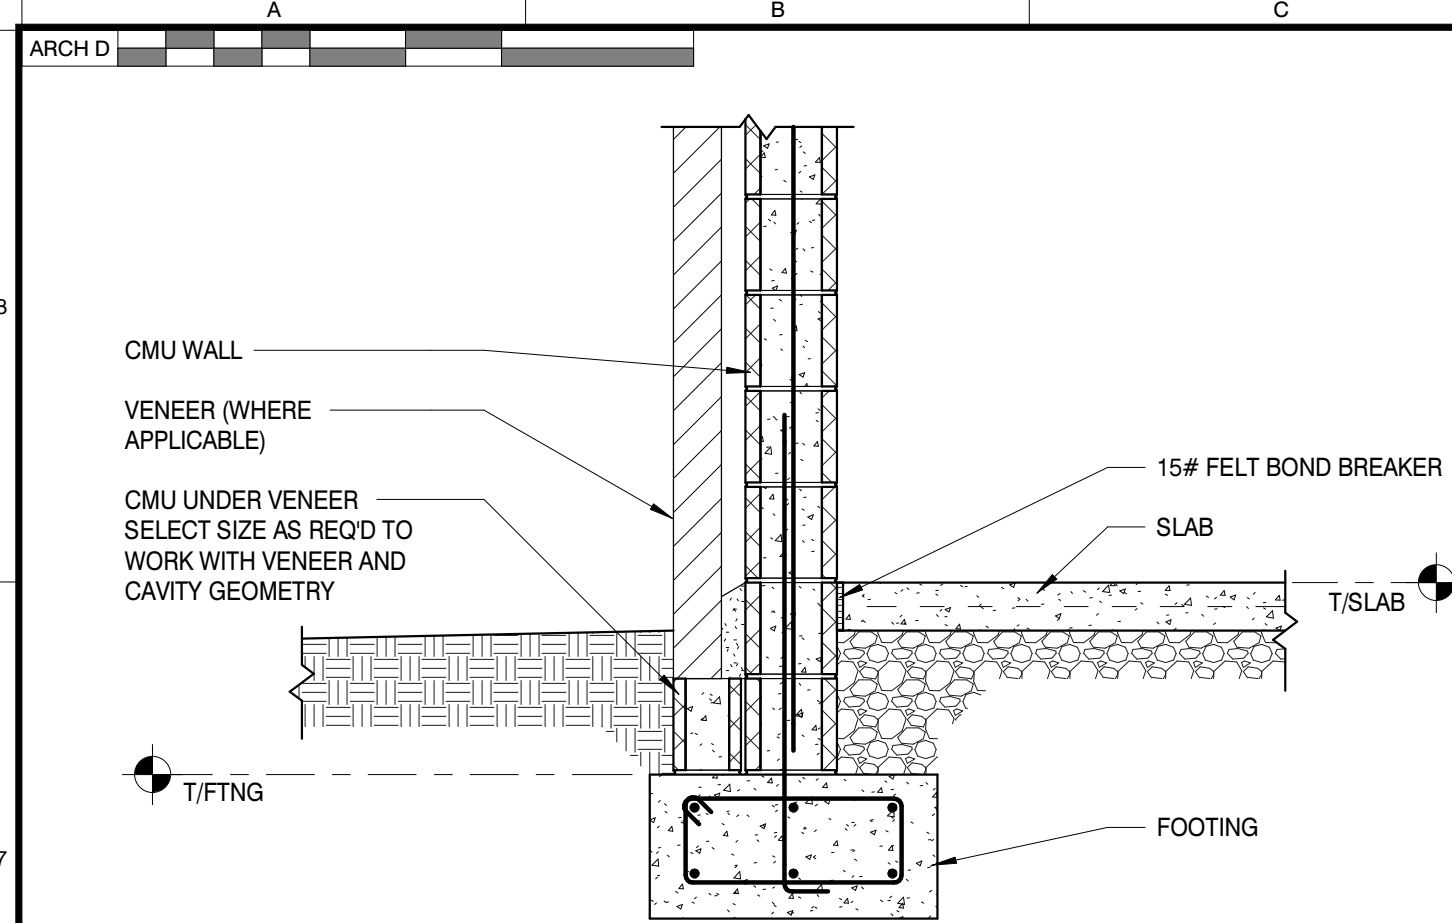 A
B
C
ARCH D
8
CMU WALL
VENEER (WHERE
APPLICABLE)
CMU UNDER VENEER
SELECT SIZE AS REQ'D TO
WORK WITH VENEER AND
CAVITY GEOMETRY
15# FELT BOND BREAKER
SLAB
T/SLAB
T/FTNG
FOOTING
7